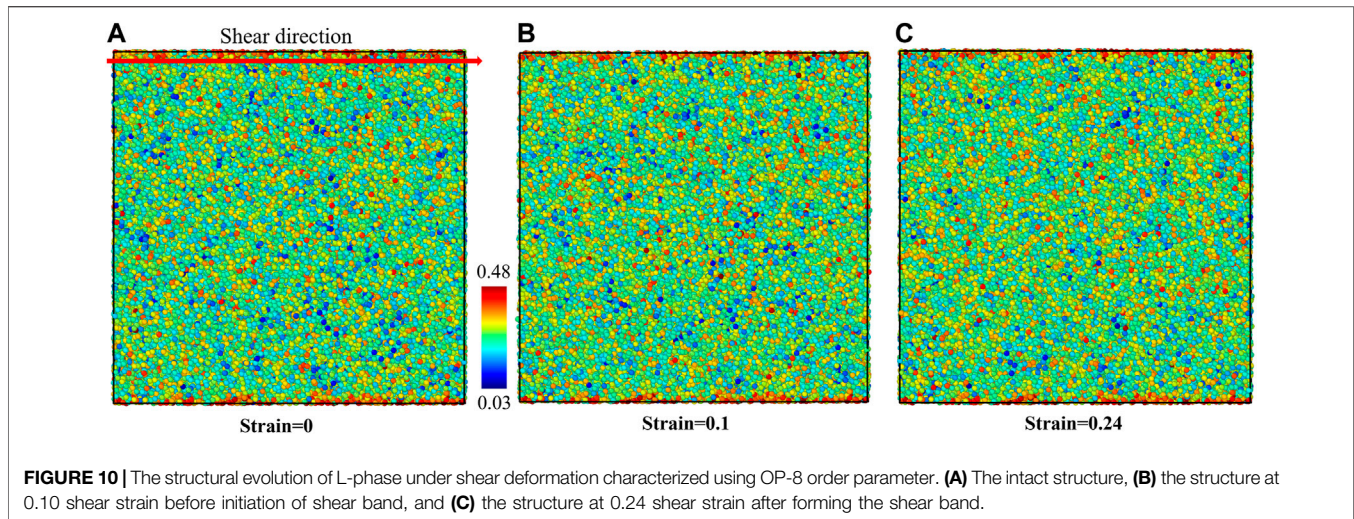 A
Shear direction
B
C
0.48
0.03
Strain=0
Strain=0.1
Strain=0.24
FIGURE 10 | The structural evolution of L-phase under shear deformation characterized using OP-8 order parameter. (A) The intact structure, (B) the structure at
0.10 shear strain before initiation of shear band, and (C) the structure at 0.24 shear strain after forming the shear band.